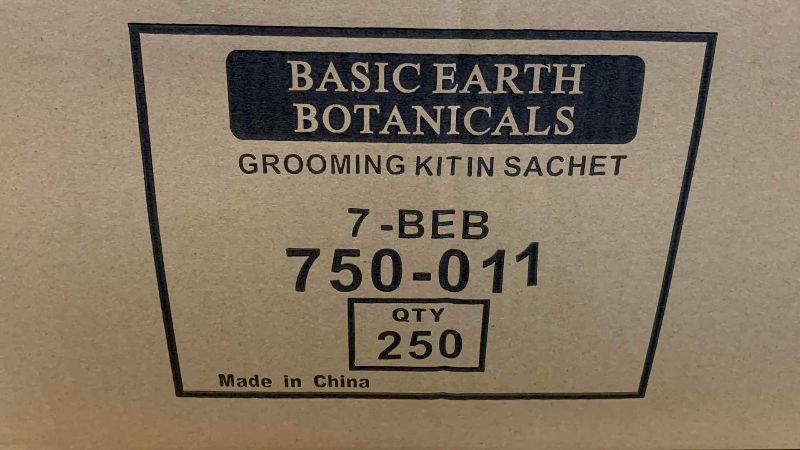 BASIC EARTH
BOTANICALS
GROOMING KIT IN SACHET
7-BEB
750-011
QTY
250
Made in China